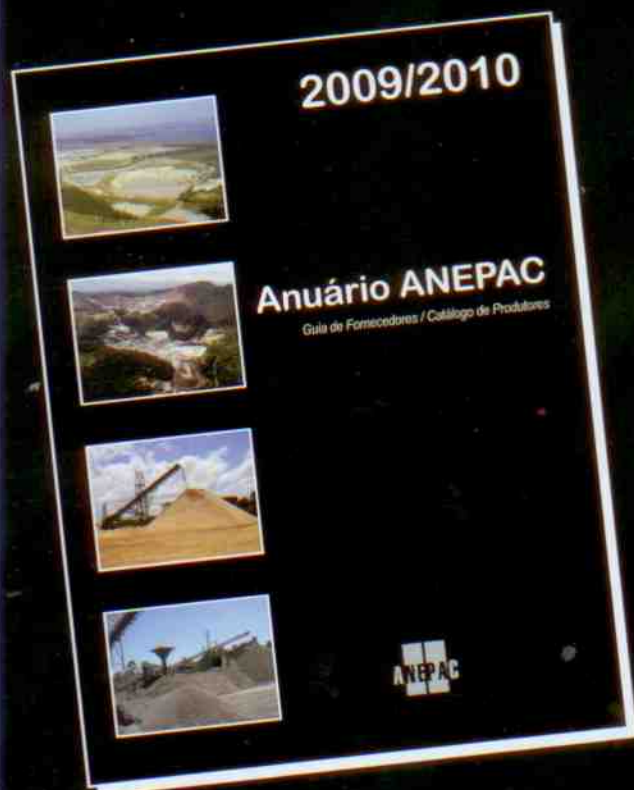 2009/2010
Anuário ANEPAC
Guia de Fornecedores / Catálogo de Produtores
ANEPAC